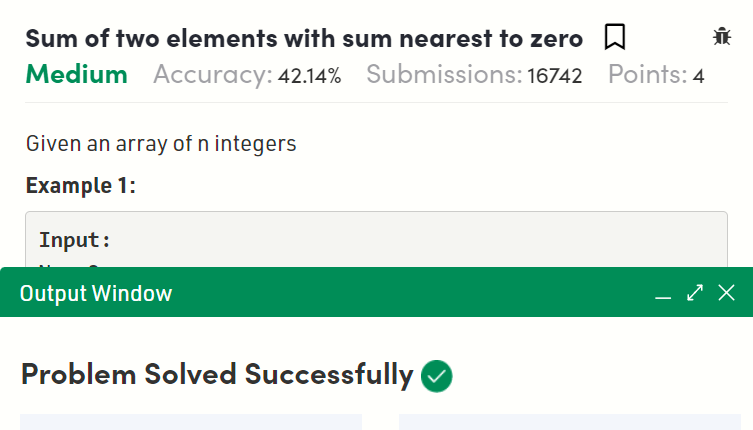 Sum of two elements with sum nearest to zero
Medium Accuracy: 42.14% Submissions: 16742 Points: 4
Given an array of n integers
Example 1:
Input:
Output Window
Problem Solved Successfully